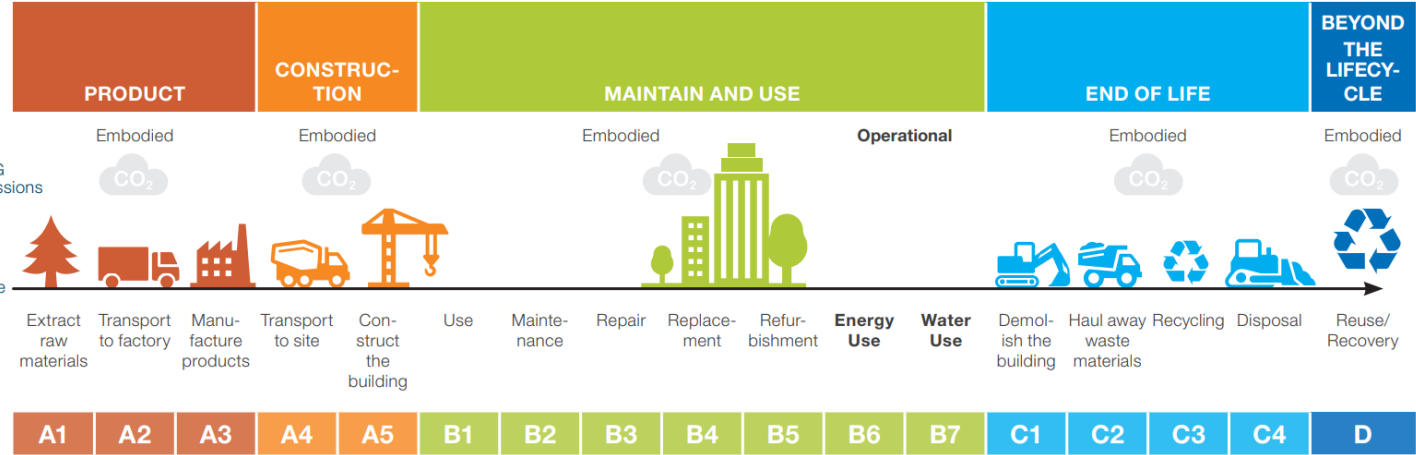 PRODUCT
CONSTRUC-
TION
MAINTAIN AND USE
END OF LIFE
BEYOND
THE
LIFECY-
CLE
Embodied
Embodied
Embodied
Operational
Embodied
Embodied
CO2
CO2
CO2
CO2
CO2
G
ssions
e
Extract
raw
materials
Transport
to factory
Manu-
facture
products
Transport
to site
Con-
struct
the
building
Use
Mainte-
nance
Repair
Replace-
ment
Refur-
bishment
Energy
Use
Water
Use
Demol-
ish the
building
Haul away
waste
materials
Recycling
Disposal
Reuse/
Recovery
A1
A2
A3
A4
A5
B1
B2
B3
B4
B5
B6
B7
C1
C2
C3
C4
D